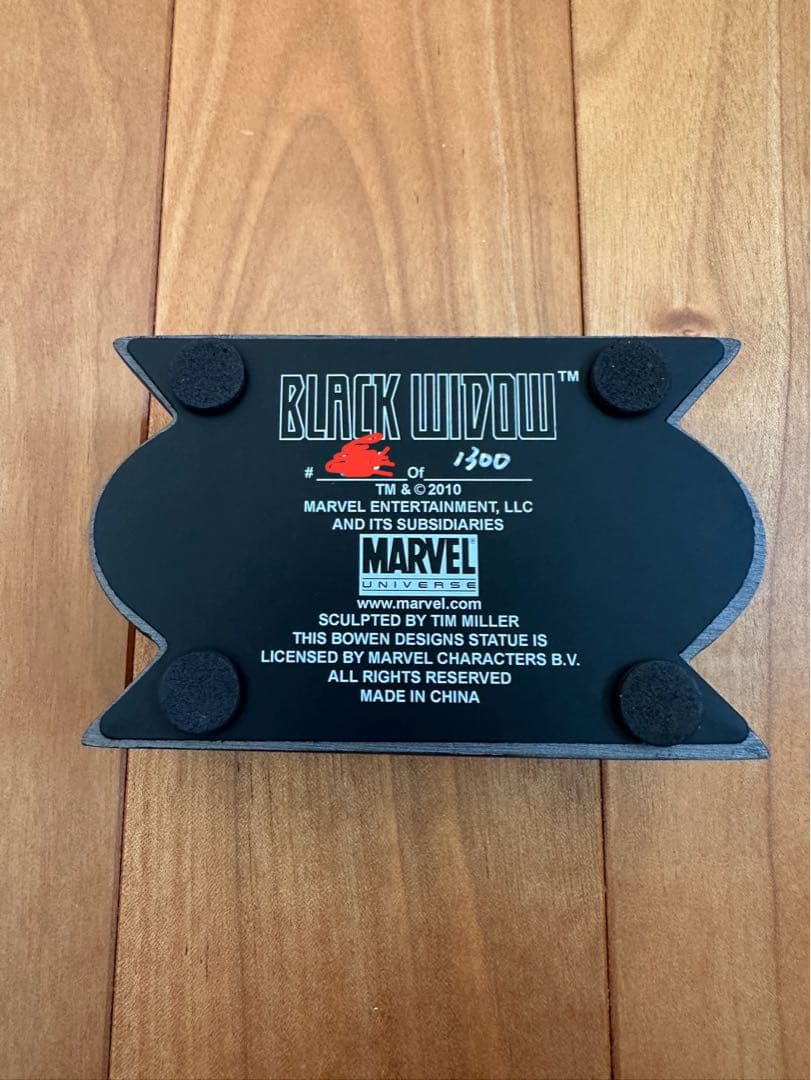 BLACK WIDOW™
# Of 1300
TM & © 2010
MARVEL ENTERTAINMENT, LLC
AND ITS SUBSIDIARIES
MARVEL®
UNIVERSE
www.marvel.com
SCULPTED BY TIM MILLER
THIS BOWEN DESIGNS STATUE IS
LICENSED BY MARVEL CHARACTERS B.V.
ALL RIGHTS RESERVED
MADE IN CHINA